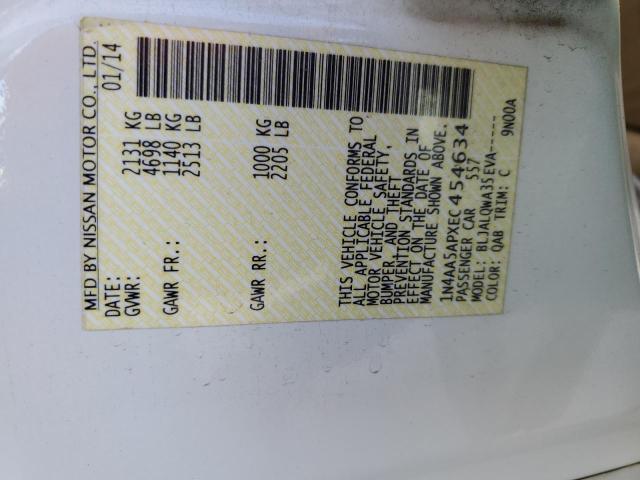 MFD BY NISSAN MOTOR CO., LTD.
DATE: 01/14
GVWR: 2131 KG
4698 LB
GAWR FR.: 1140 KG
2513 LB
GAWR RR.: 1000 KG
2205 LB
THIS VEHICLE CONFORMS TO
ALL APPLICABLE FEDERAL
MOTOR VEHICLE SAFETY,
BUMPER, AND THEFT
PREVENTION STANDARDS IN
EFFECT ON THE DATE OF
MANUFACTURE SHOWN ABOVE.
1N4AA5APXEC454634
PASSENGER CAR 557
MODEL: BLJALQWA35EVA-----
COLOR: QAB TRIM: C 9N00A